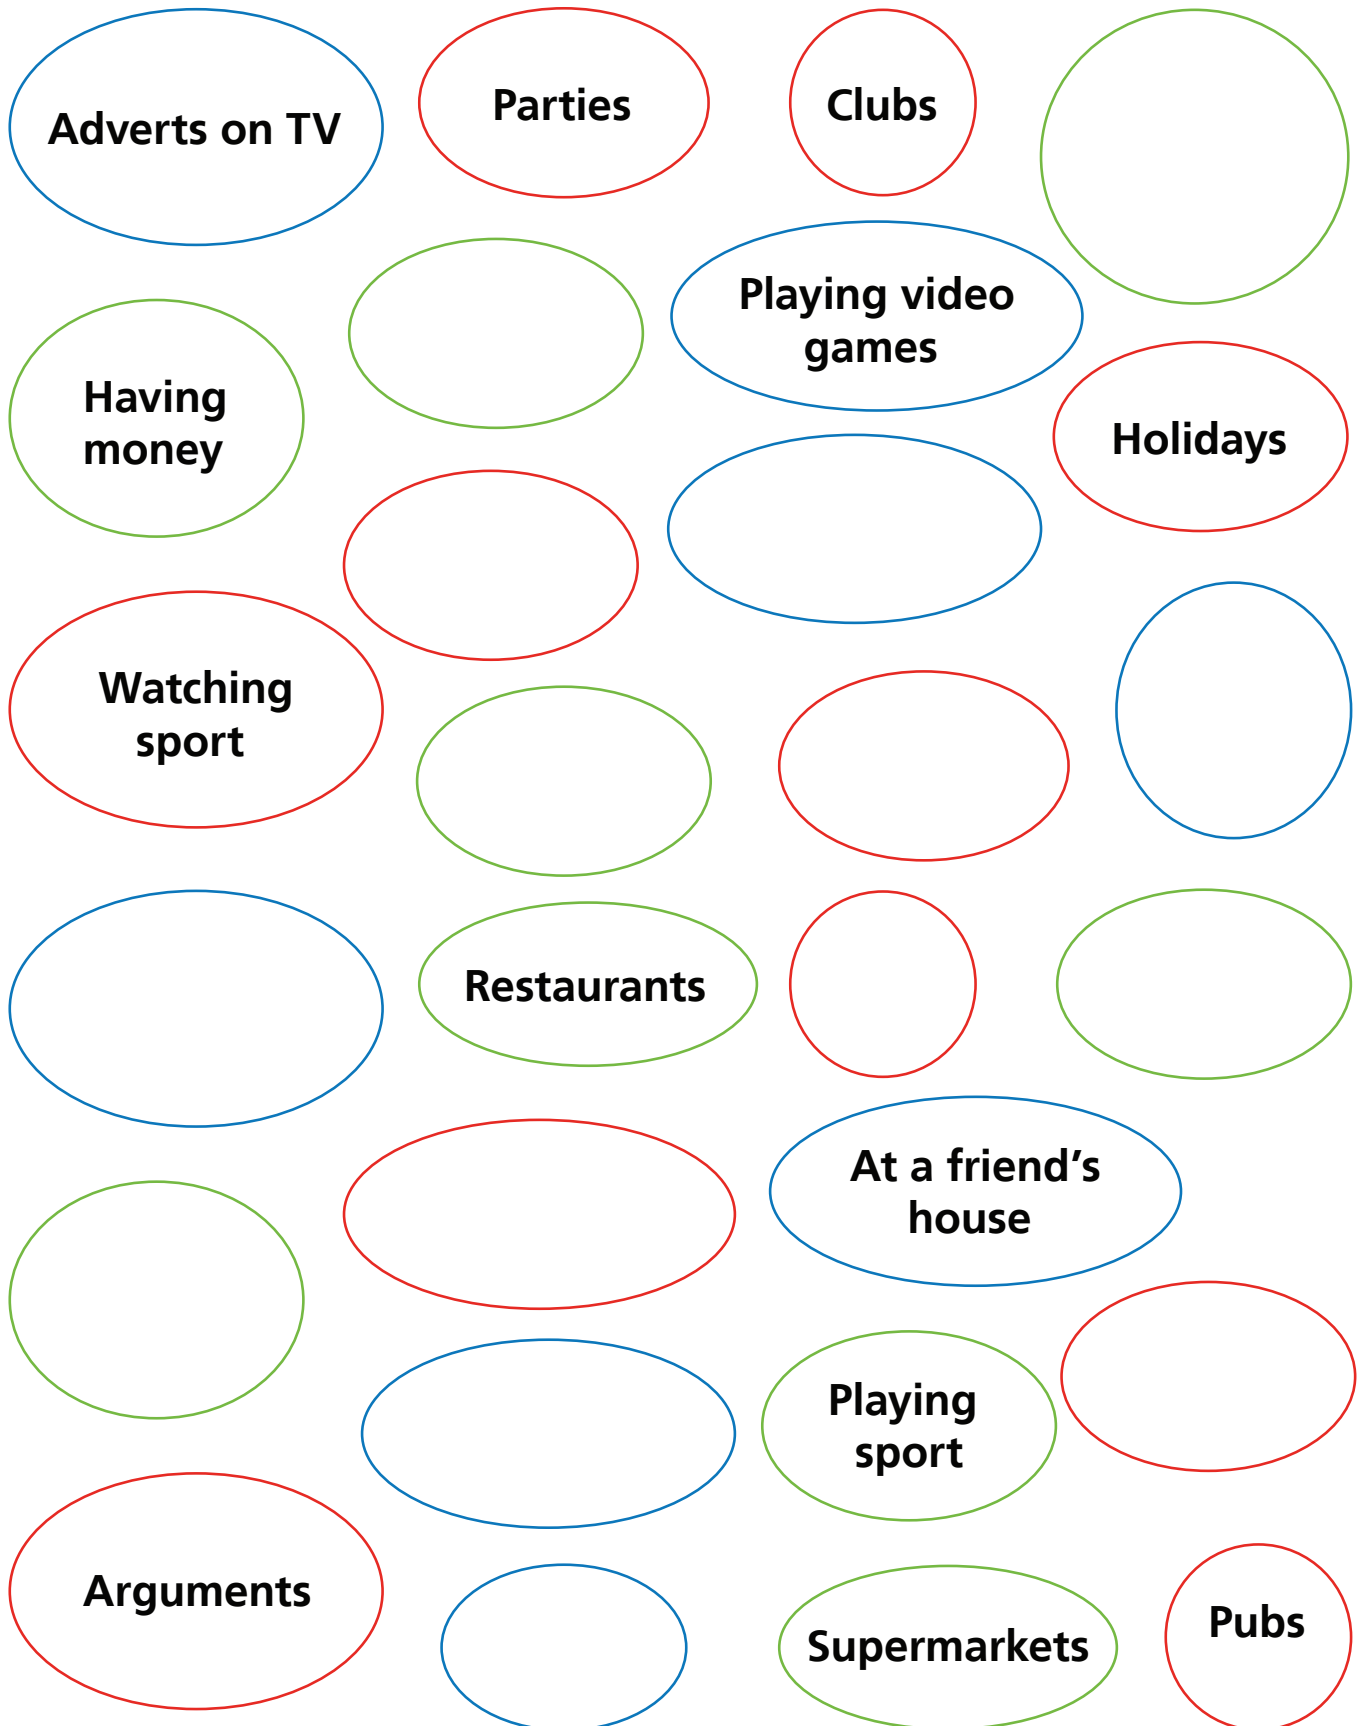 Adverts on TV
Parties
Clubs
Playing video
games
Having
money
Holidays
Watching
sport
Restaurants
At a friend’s
house
Playing
sport
Arguments
Supermarkets
Pubs